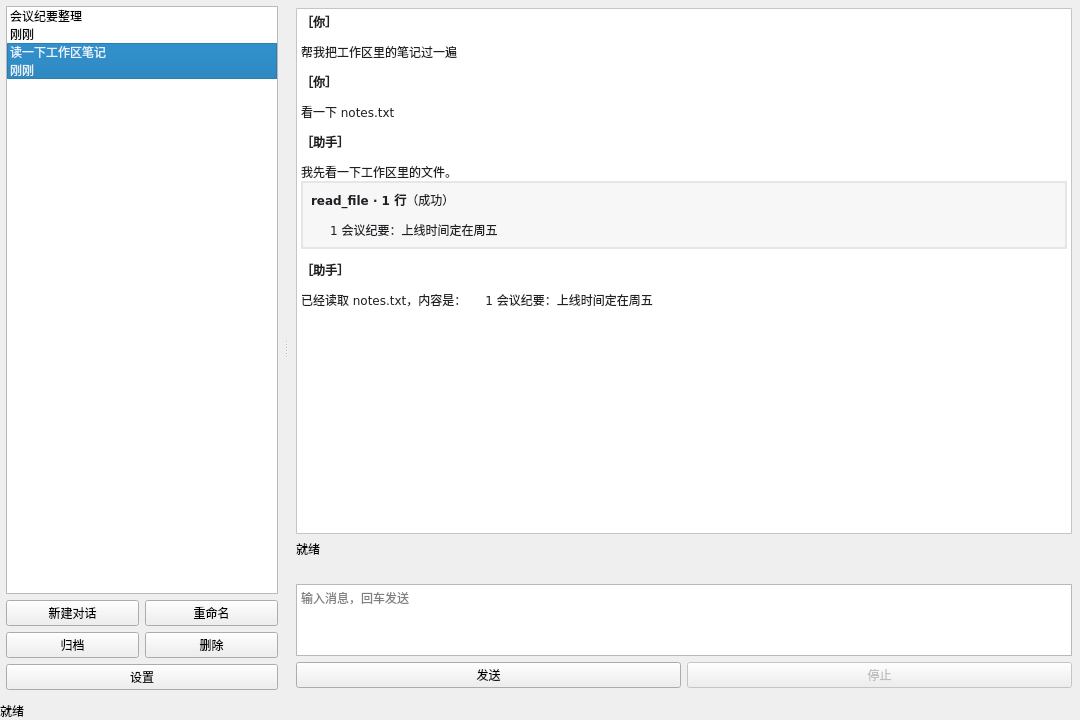 会议纪要整理
刚刚
读一下工作区笔记
刚刚
新建对话
重命名
归档
删除
设置
就绪
[你]
帮我把工作区里的笔记过一遍
[你]
看一下 notes.txt
[助手]
我先看一下工作区里的文件。
read_file · 1 行（成功）
1 会议纪要：上线时间定在周五
[助手]
已经读取 notes.txt，内容是：  1 会议纪要：上线时间定在周五
就绪
输入消息，回车发送
发送
停止